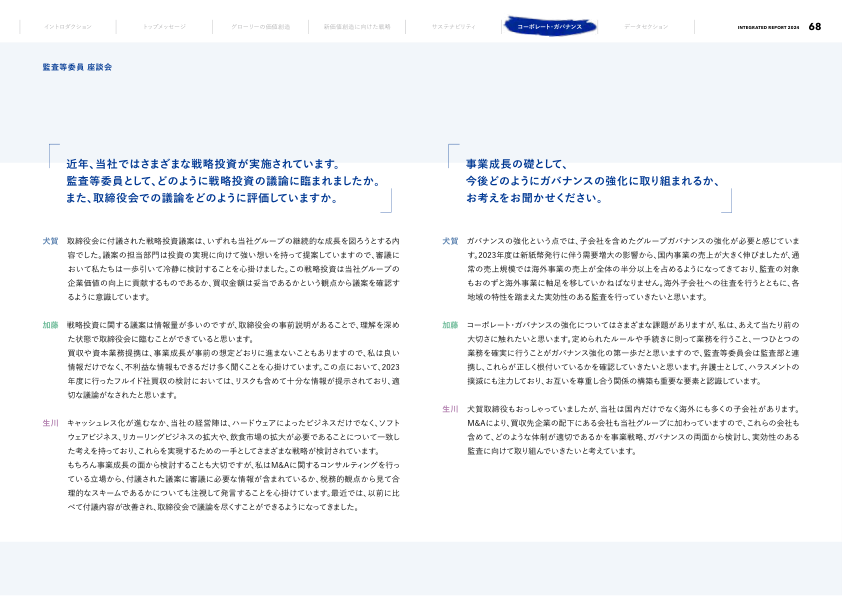 イントロダクション
トップメッセージ
グローリーの価値創造
新価値創造に向けた戦略
サステナビリティ
コーポレート・ガバナンス
データセクション
INTEGRATED REPORT 2024 68
監査等委員 座談会
近年、当社ではさまざまな戦略投資が実施されています。
監査等委員として、どのように戦略投資の議論に臨まれましたか。
また、取締役会での議論をどのように評価していますか。
犬賀 取締役会に付議された戦略投資議案は、いずれも当社グループの継続的な成長を図ろうとする内
容でした。議案の担当部門は投資の実現に向けて強い想いを持って提案していますので、審議に
おいて私たちは一歩引いて冷静に検討することを心掛けました。この戦略投資は当社グループの
企業価値の向上に貢献するものであるか、買収金額は妥当であるかという観点から議案を確認す
るように意識しています。
加藤 戦略投資に関する議案は情報量が多いのですが、取締役会の事前説明があることで、理解を深め
た状態で取締役会に臨むことができていると思います。
買収や資本業務提携は、事業成長が事前の想定どおりに進まないこともありますので、私は良い
情報だけでなく、不利益な情報もできるだけ多く聞くことを心掛けています。この点において、2023
年度に行ったフルイド社買収の検討においては、リスクも含めて十分な情報が提示されており、適
切な議論がなされたと思います。
生川 キャッシュレス化が進むなか、当社の経営陣は、ハードウェアによったビジネスだけでなく、ソフト
ウェアビジネス、リカーリングビジネスの拡大や、飲食市場の拡大が必要であることについて一致し
た考えを持っており、これらを実現するための一手としてさまざまな戦略が検討されています。
もちろん事業成長の面から検討することも大切ですが、私はM&Aに関するコンサルティングを行っ
ている立場から、付議された議案に審議に必要な情報が含まれているか、税務的観点から見て合
理的なスキームであるかについても注視して発言することを心掛けています。最近では、以前に比
べて付議内容が改善され、取締役会で議論を尽くすことができるようになってきました。
事業成長の礎として、
今後どのようにガバナンスの強化に取り組まれるか、
お考えをお聞かせください。
犬賀 ガバナンスの強化という点では、子会社を含めたグループガバナンスの強化が必要と感じていま
す。2023年度は新紙幣発行に伴う需要増大の影響から、国内事業の売上が大きく伸びましたが、通
常の売上規模では海外事業の売上が全体の半分以上を占めるようになってきており、監査の対象
もおのずと海外事業に軸足を移していかねばなりません。海外子会社への往査を行うとともに、各
地域の特性を踏まえた実効性のある監査を行っていきたいと思います。
加藤 コーポレート・ガバナンスの強化についてはさまざまな課題がありますが、私は、あえて当たり前の
大切さに触れたいと思います。定められたルールや手続きに則って業務を行うこと、一つひとつの
業務を確実に行うことがガバナンス強化の第一歩だと思いますので、監査等委員会は監査部と連
携し、これらが正しく根付いているかを確認していきたいと思います。弁護士として、ハラスメントの
撲滅にも注力しており、お互いを尊重し合う関係の構築も重要な要素と認識しています。
生川 犬賀取締役もおっしゃっていましたが、当社は国内だけでなく海外にも多くの子会社があります。
M&Aにより、買収先企業の配下にある会社も当社グループに加わっていますので、これらの会社も
含めて、どのような体制が適切であるかを事業戦略、ガバナンスの両面から検討し、実効性のある
監査に向けて取り組んでいきたいと考えています。